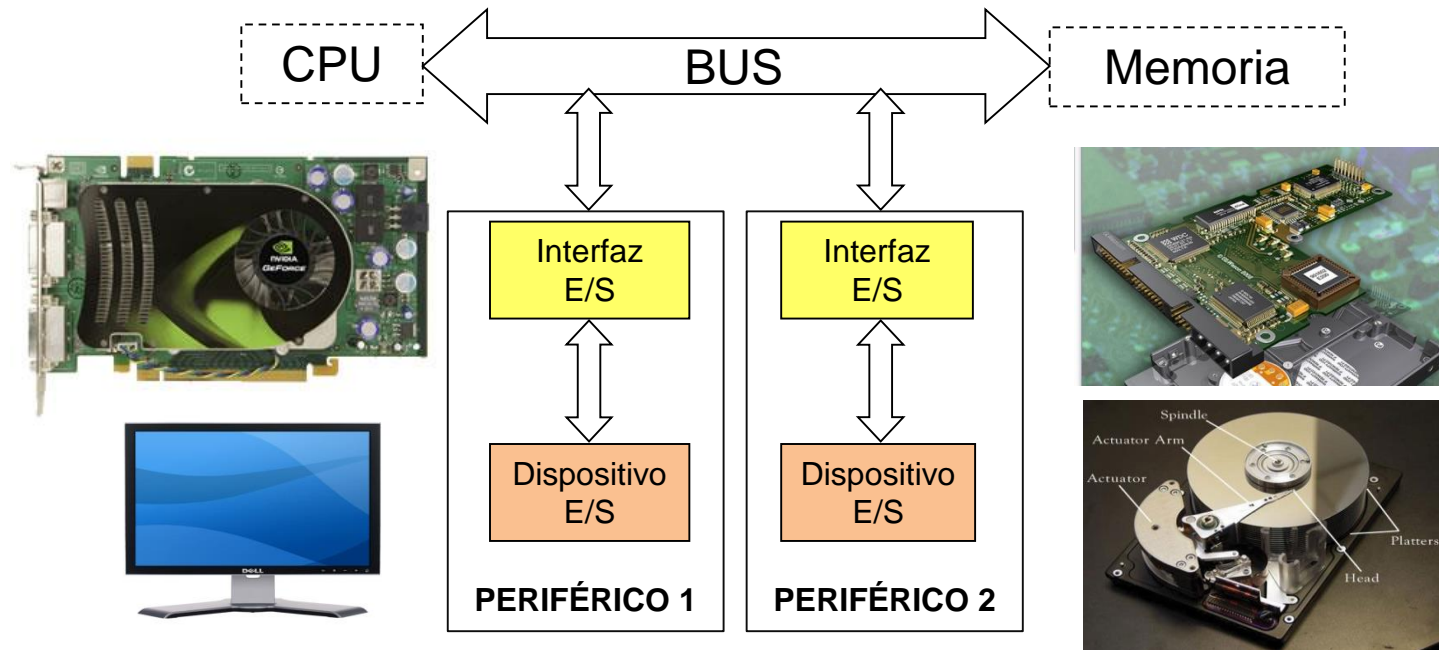 CPU
BUS
Memoria
Interfaz
E/S
Interfaz
E/S
Dispositivo
E/S
Dispositivo
E/S
PERIFÉRICO 1
PERIFÉRICO 2
NVIDIA
GEFORCE
DELL
WDC
Spindle
Actuator Arm
Actuator
Platters
Head